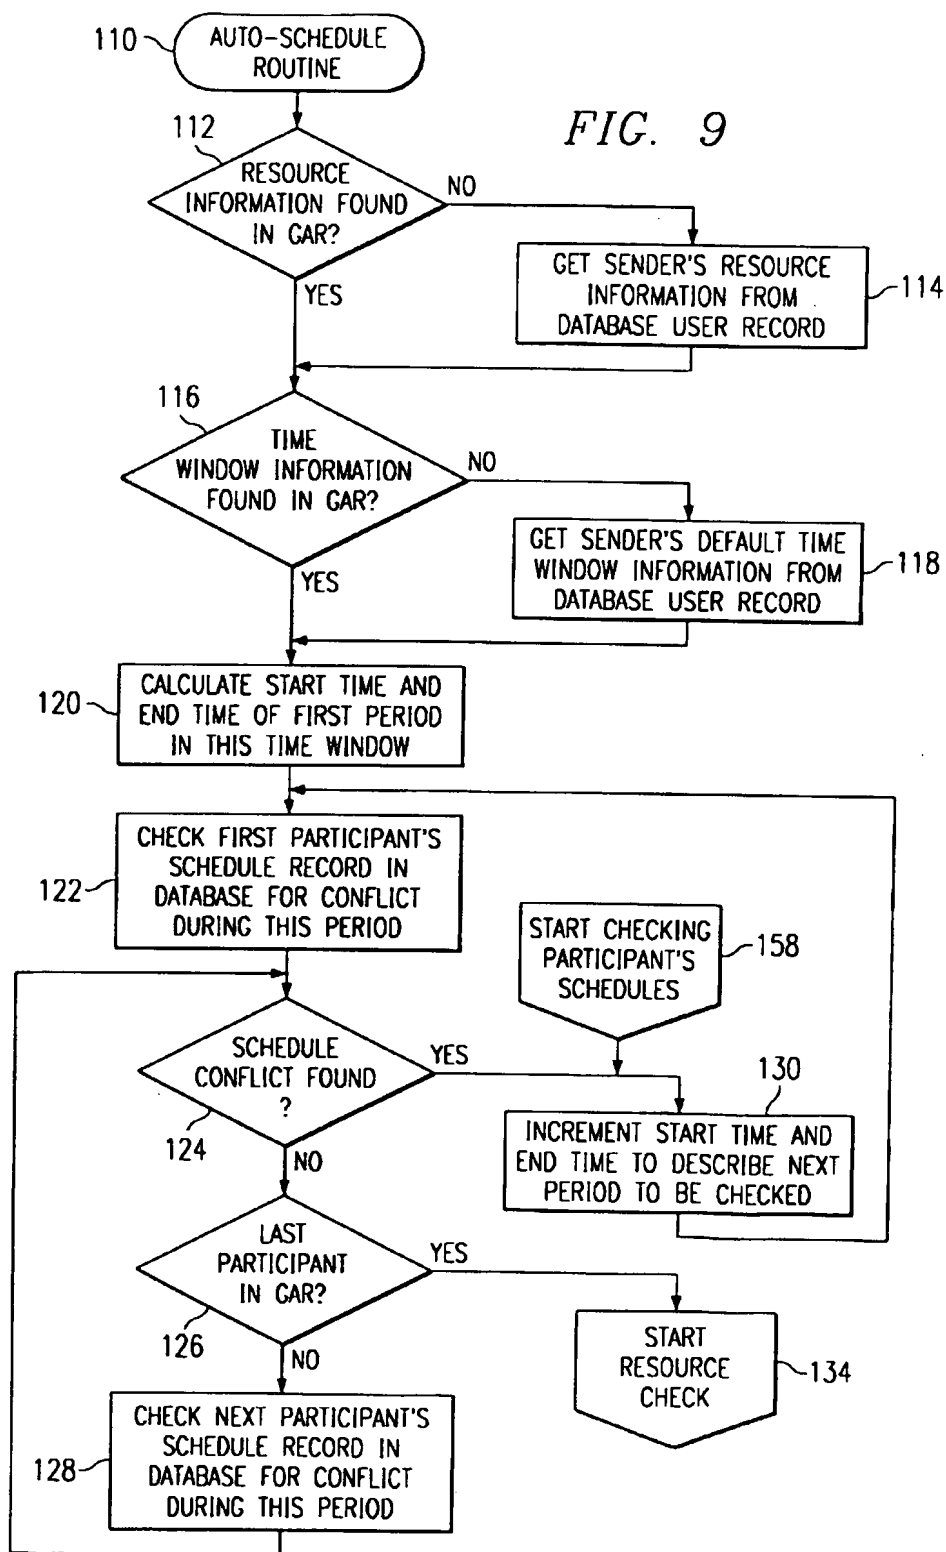 110
AUTO-SCHEDULE
ROUTINE
FIG. 9
112
RESOURCE
INFORMATION FOUND
IN GAR?
NO
YES
GET SENDER'S RESOURCE
INFORMATION FROM
DATABASE USER RECORD
114
116
TIME
WINDOW INFORMATION
FOUND IN GAR?
NO
YES
GET SENDER'S DEFAULT TIME
WINDOW INFORMATION FROM
DATABASE USER RECORD
118
120
CALCULATE START TIME AND
END TIME OF FIRST PERIOD
IN THIS TIME WINDOW
122
CHECK FIRST PARTICIPANT'S
SCHEDULE RECORD IN
DATABASE FOR CONFLICT
DURING THIS PERIOD
START CHECKING
PARTICIPANT'S
SCHEDULES
158
SCHEDULE
CONFLICT FOUND
?
YES
124
NO
130
INCREMENT START TIME AND
END TIME TO DESCRIBE NEXT
PERIOD TO BE CHECKED
LAST
PARTICIPANT
IN GAR?
YES
126
NO
START
RESOURCE
CHECK
134
128
CHECK NEXT PARTICIPANT'S
SCHEDULE RECORD IN
DATABASE FOR CONFLICT
DURING THIS PERIOD